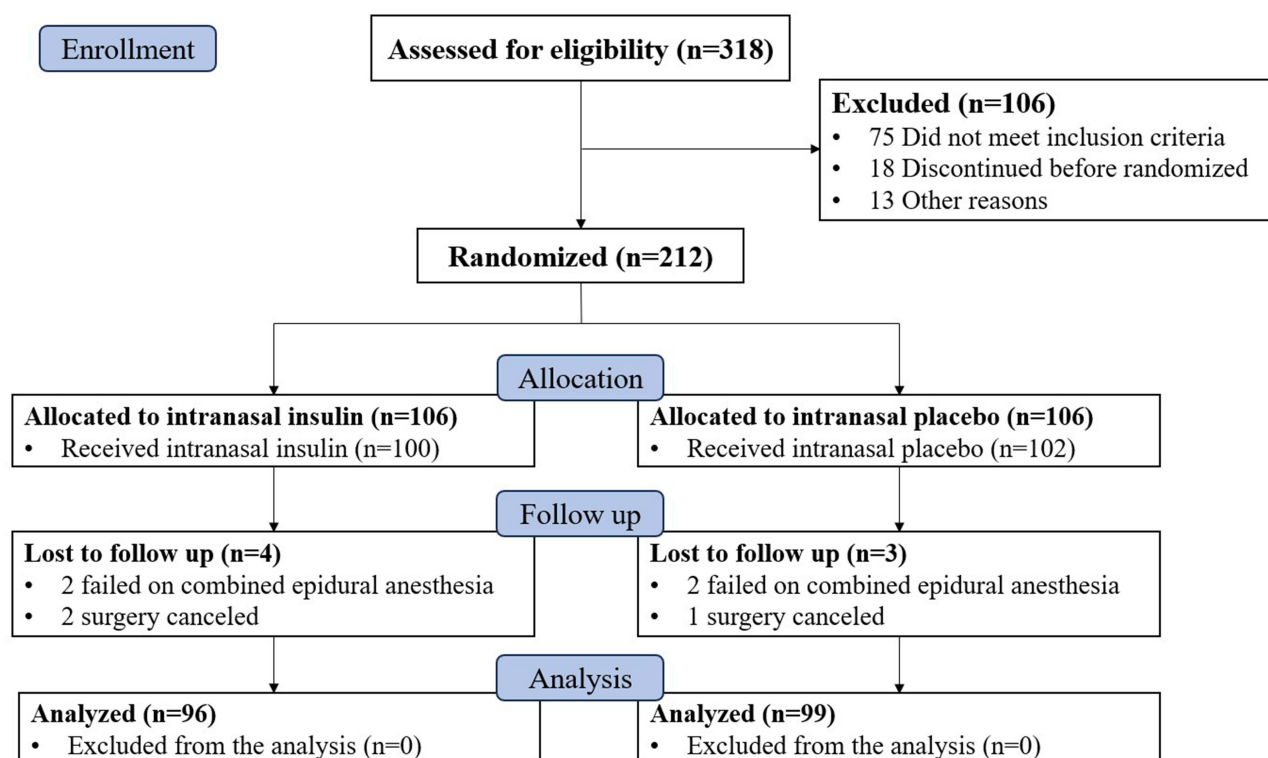 Enrollment
Assessed for eligibility (n=318)
Excluded (n=106)
• 75 Did not meet inclusion criteria
• 18 Discontinued before randomized
• 13 Other reasons
Randomized (n=212)
Allocation
Allocated to intranasal insulin (n=106)
• Received intranasal insulin (n=100)
Allocated to intranasal placebo (n=106)
• Received intranasal placebo (n=102)
Follow up
Lost to follow up (n=4)
• 2 failed on combined epidural anesthesia
• 2 surgery canceled
Lost to follow up (n=3)
• 2 failed on combined epidural anesthesia
• 1 surgery canceled
Analysis
Analyzed (n=96)
• Excluded from the analysis (n=0)
Analyzed (n=99)
• Excluded from the analysis (n=0)